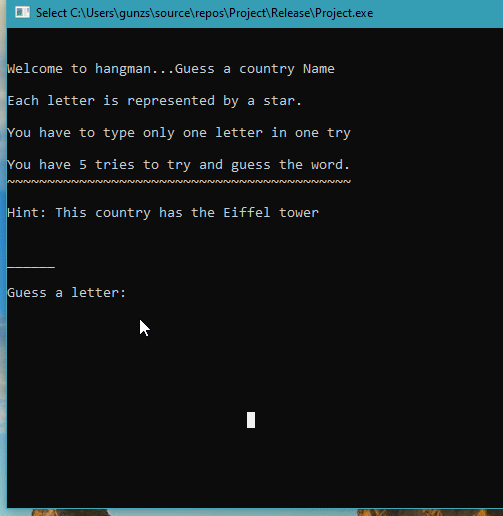 Select C:\Users\gunzs\source\repos\Project\Release\Project.exe
Welcome to hangman...Guess a country Name
Each letter is represented by a star.
You have to type only one letter in one try
You have 5 tries to try and guess the word.
~~~~~~~~~~~~~~~~~~~~~~~~~~~~~~~~~~~~~~~~~~~
Hint: This country has the Eiffel tower
______
Guess a letter: